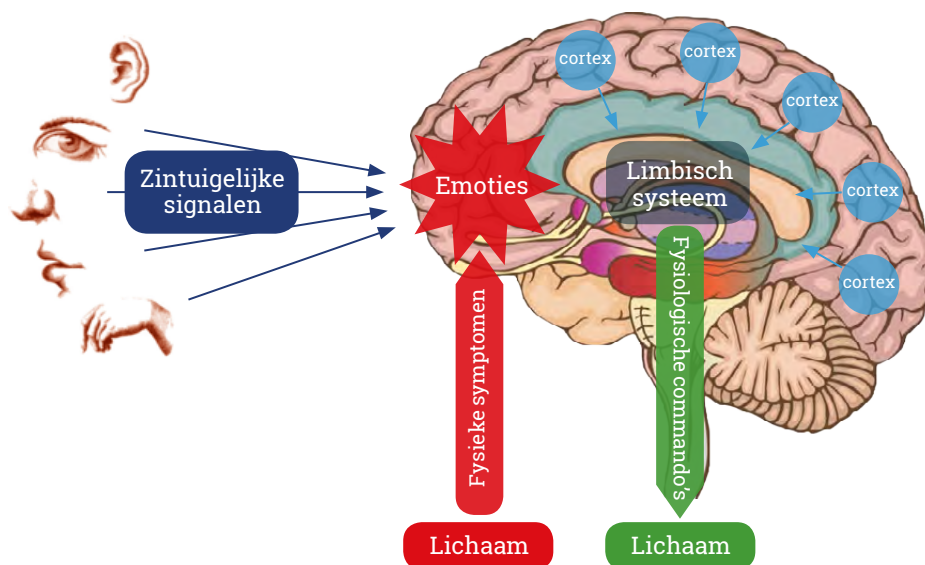 cortex
cortex
cortex
Zintuigelijke
signalen
Emoties
Limbisch
systeem
cortex
cortex
Fysieke symptomen
Fysiologische commando's
Lichaam
Lichaam